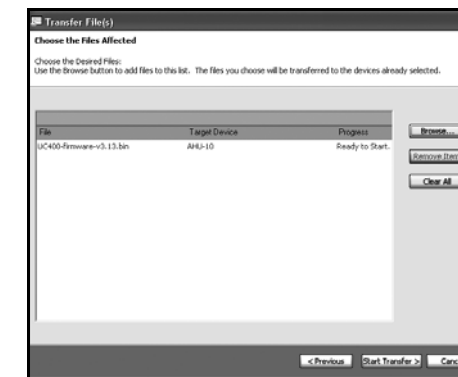 Transfer File(s)
Choose the Files Affected
Choose the Desired Files:
Use the Browse button to add files to this list. The files you choose will be transferred to the devices already selected.
File Target Device Progress
UC400-firmware-v3.13.bin AHU-10 Ready to Start.
Browse...
Remove Item
Clear All
< Previous Start Transfer > Canc